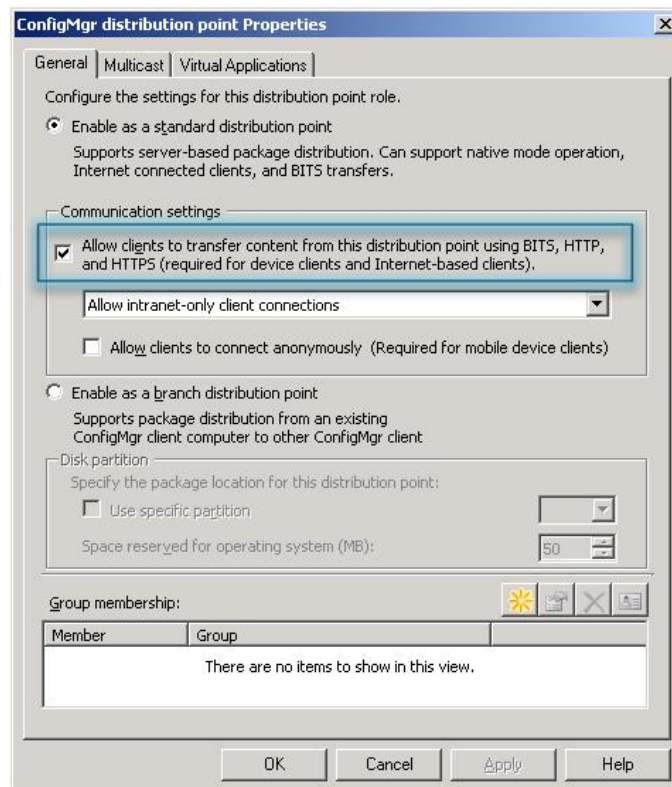 ConfigMgr distribution point Properties
General Multicast Virtual Applications
Configure the settings for this distribution point role.
Enable as a standard distribution point
Supports server-based package distribution. Can support native mode operation,
Internet connected clients, and BITS transfers.
Communication settings
Allow clients to transfer content from this distribution point using BITS, HTTP,
and HTTPS (required for device clients and Internet-based clients).
Allow intranet-only client connections
Allow clients to connect anonymously (Required for mobile device clients)
Enable as a branch distribution point
Supports package distribution from an existing
ConfigMgr client computer to other ConfigMgr client
Disk partition
Specify the package location for this distribution point:
Use specific partition
Space reserved for operating system (MB): 50
Group membership:
Member Group
There are no items to show in this view.
OK Cancel Apply Help